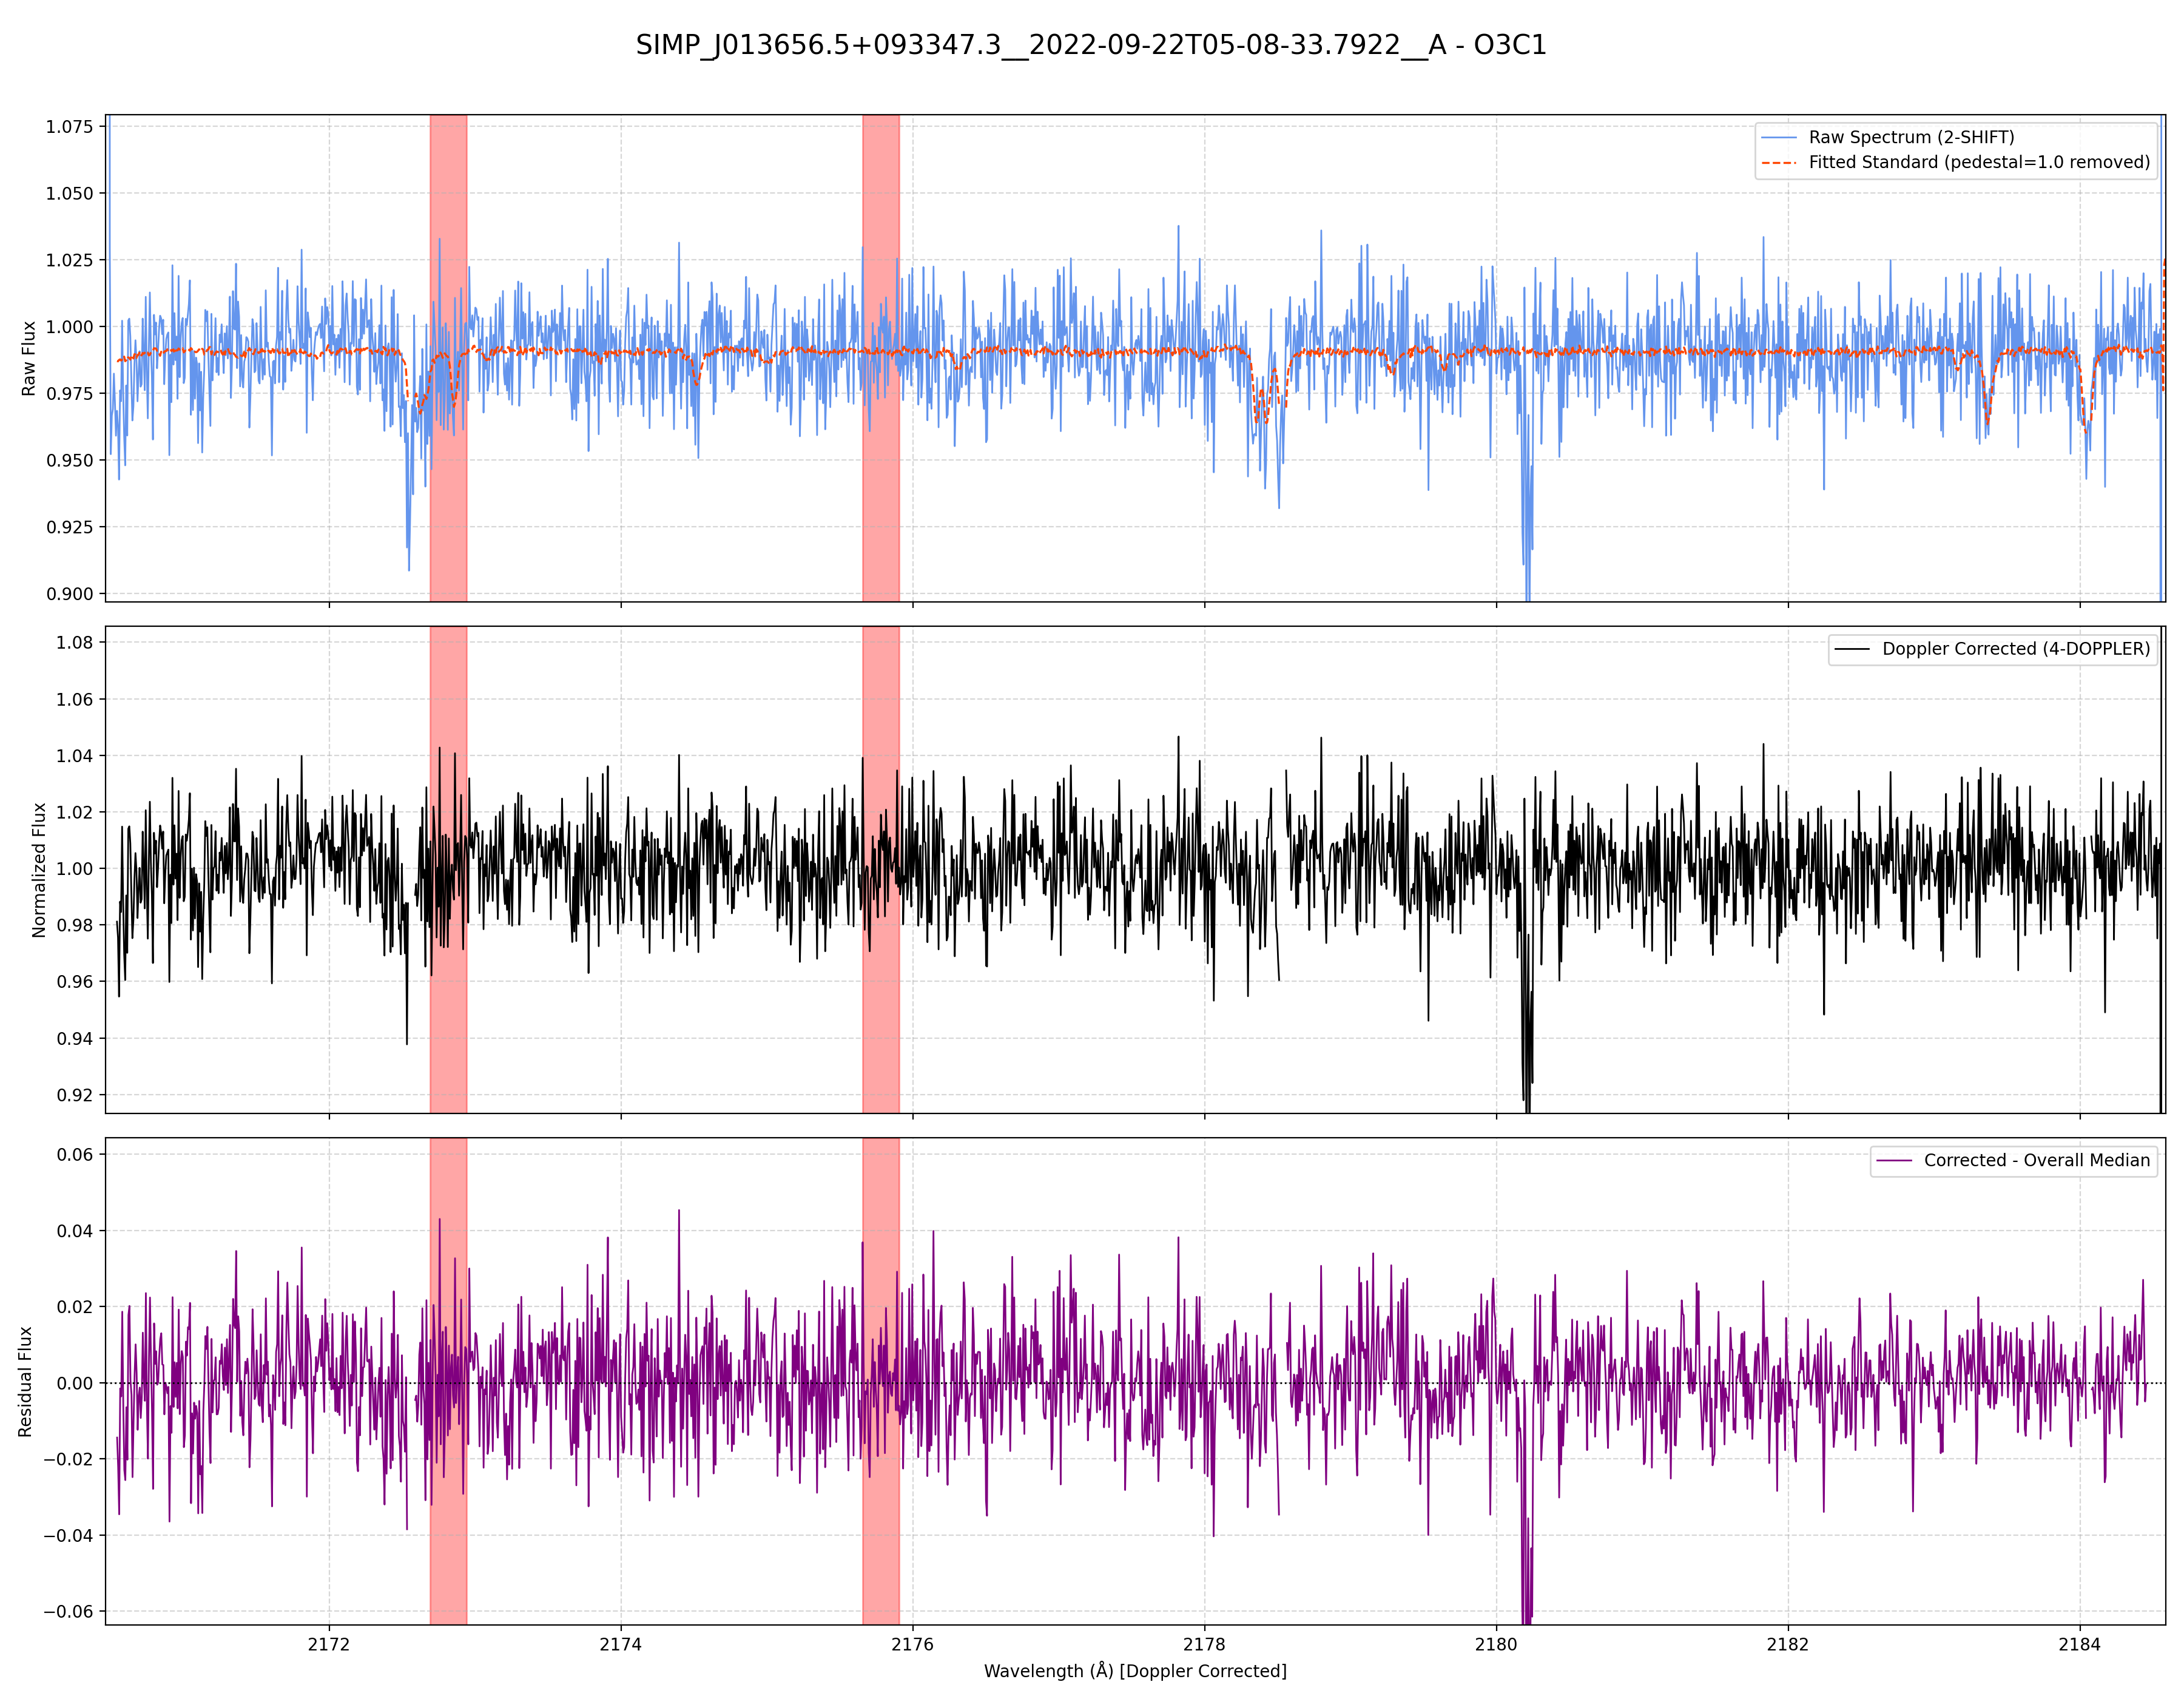 SIMP_J013656.5+093347.3__2022-09-22T05-08-33.7922__A - O3C1
Raw Flux
1.075
1.050
1.025
1.000
0.975
0.950
0.925
0.900
Raw Spectrum (2-SHIFT)
Fitted Standard (pedestal=1.0 removed)
Normalized Flux
1.08
1.06
1.04
1.02
1.00
0.98
0.96
0.94
0.92
Doppler Corrected (4-DOPPLER)
Residual Flux
0.06
0.04
0.02
0.00
−0.02
−0.04
−0.06
Corrected - Overall Median
2172 2174 2176 2178 2180 2182 2184
Wavelength (Å) [Doppler Corrected]